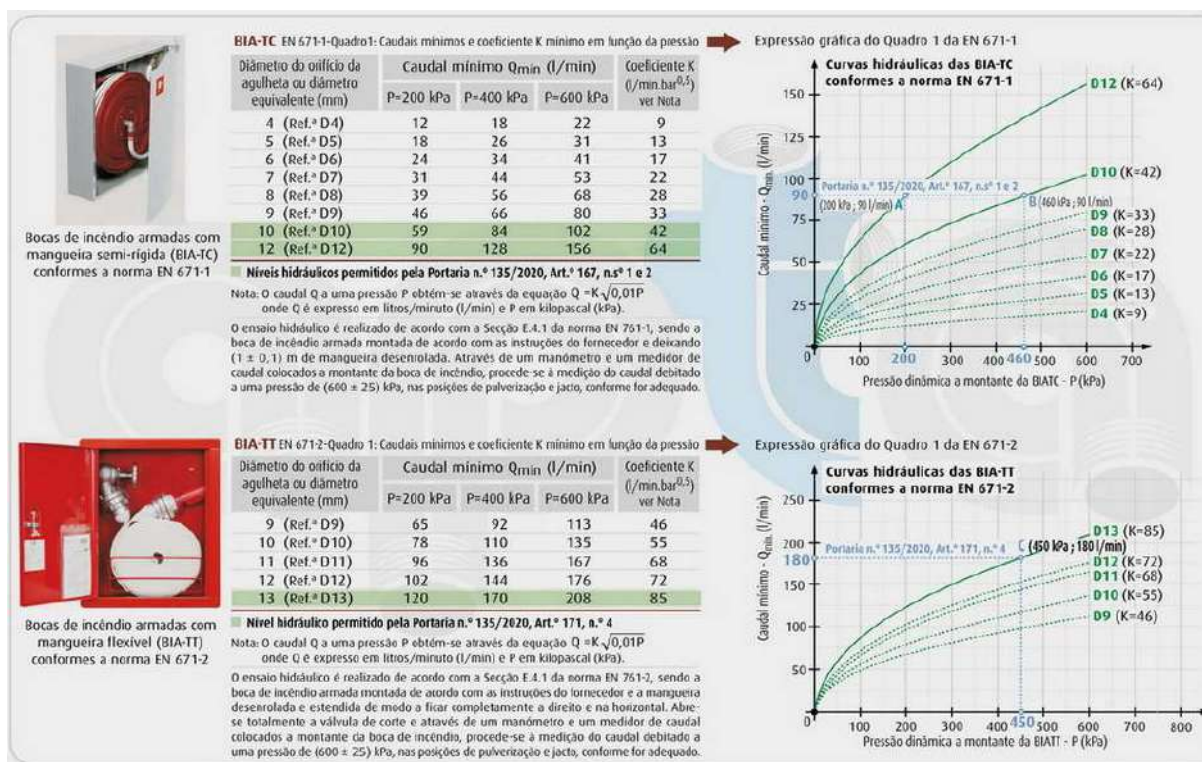 BIA-TC EN 671-1-Quadro1: Caudais mínimos e coeficiente K mínimo em função da pressão
Diâmetro do orifício da agulheta ou diâmetro equivalente (mm)
Caudal mínimo Qmin (l/min)
P=200 kPa P=400 kPa P=600 kPa
Coeficiente K (l/min.bar0,5) ver Nota
4 (Ref.ª D4) 12 18 22 9
5 (Ref.ª D5) 18 26 31 13
6 (Ref.ª D6) 24 34 41 17
7 (Ref.ª D7) 31 44 53 22
8 (Ref.ª D8) 39 56 68 28
9 (Ref.ª D9) 46 66 80 33
10 (Ref.ª D10) 59 84 102 42
12 (Ref.ª D12) 90 128 156 64
Bocas de incêndio armadas com
mangueira semi-rígida (BIA-TC)
conformes a norma EN 671-1
Níveis hidráulicos permitidos pela Portaria n.º 135/2020, Art.º 167, n.sº 1 e 2
Nota: O caudal Q a uma pressão P obtém-se através da equação Q =K√0,01P
onde Q é expresso em litros/minuto (l/min) e P em kilopascal (kPa).
O ensaio hidráulico é realizado de acordo com a Secção E.4.1 da norma EN 761-1, sendo a
boca de incêndio armada montada de acordo com as instruções do fornecedor e deixando
(1 ± 0,1) m de mangueira desenrolada. Através de um manómetro e um medidor de
caudal colocados a montante da boca de incêndio, procede-se à medição do caudal debitado
a uma pressão de (600 ± 25) kPa, nas posições de pulverização e jacto, conforme for adequado.
Expressão gráfica do Quadro 1 da EN 671-1
Curvas hidráulicas das BIA-TC
conformes a norma EN 671-1
Caudal mínimo - Qmin. (l/min)
150
125
100
90
75
50
25
0
D12 (K=64)
D10 (K=42)
D9 (K=33)
D8 (K=28)
D7 (K=22)
D6 (K=17)
D5 (K=13)
D4 (K=9)
Portaria n.º 135/2020, Art.º 167, n.sº 1 e 2
(200 kPa ; 90 l/min) A
B (460 kPa ; 90 l/min)
100 200 300 400 460 500 600 700
Pressão dinâmica a montante da BIATC - P (kPa)
BIA-TT EN 671-2-Quadro 1: Caudais mínimos e coeficiente K mínimo em função da pressão
Diâmetro do orifício da agulheta ou diâmetro equivalente (mm)
Caudal mínimo Qmin (l/min)
P=200 kPa P=400 kPa P=600 kPa
Coeficiente K (l/min.bar0,5) ver Nota
9 (Ref.ª D9) 65 92 113 46
10 (Ref.ª D10) 78 110 135 55
11 (Ref.ª D11) 96 136 167 68
12 (Ref.ª D12) 102 144 176 72
13 (Ref.ª D13) 120 170 208 85
Bocas de incêndio armadas com
mangueira flexível (BIA-TT)
conformes a norma EN 671-2
Nível hidráulico permitido pela Portaria n.º 135/2020, Art.º 171, n.º 4
Nota: O caudal Q a uma pressão P obtém-se através da equação Q =K√0,01P
onde Q é expresso em litros/minuto (l/min) e P em kilopascal (kPa).
O ensaio hidráulico é realizado de acordo com a Secção E.4.1 da norma EN 761-2, sendo a
boca de incêndio armada montada de acordo com as instruções do fornecedor e a mangueira
desenrolada e estendida de modo a ficar completamente a direito e na horizontal. Abre-
se totalmente a válvula de corte e através de um manómetro e um medidor de caudal
colocados a montante da boca de incêndio, procede-se à medição do caudal debitado a
uma pressão de (600 ± 25) kPa, nas posições de pulverização e jacto, conforme for adequado.
Expressão gráfica do Quadro 1 da EN 671-2
Curvas hidráulicas das BIA-TT
conformes a norma EN 671-2
Caudal mínimo - Qmin. (l/min)
250
200
180
150
100
50
0
D13 (K=85)
D12 (K=72)
D11 (K=68)
D10 (K=55)
D9 (K=46)
Portaria n.º 135/2020, Art.º 171, n.º 4
C (450 kPa ; 180 l/min)
100 200 300 400 450 500 600 700 800
Pressão dinâmica a montante da BIATT - P (kPa)